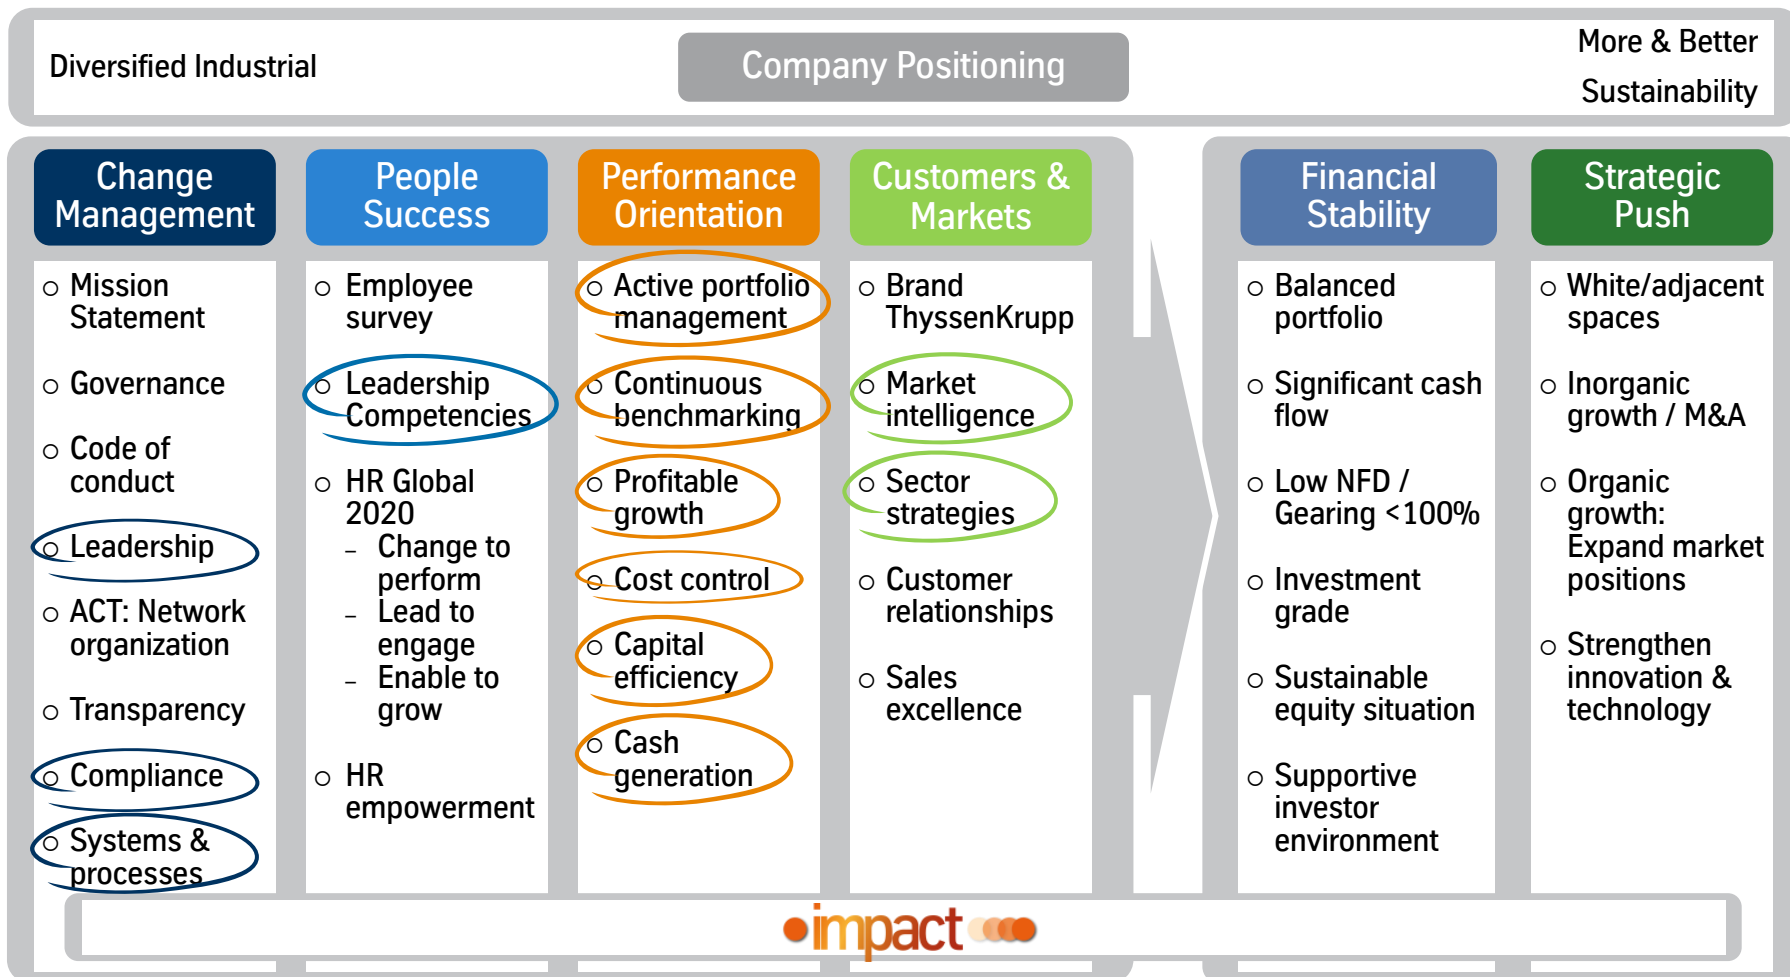 Diversified Industrial
Company Positioning
More & Better
Sustainability
Change
Management
○ Mission
Statement
○ Governance
○ Code of
conduct
○ Leadership
○ ACT: Network
organization
○ Transparency
○ Compliance
○ Systems &
processes
People
Success
○ Employee
survey
○ Leadership
Competencies
○ HR Global
2020
– Change to
perform
– Lead to
engage
– Enable to
grow
○ HR
empowerment
Performance
Orientation
○ Active portfolio
management
○ Continuous
benchmarking
○ Profitable
growth
○ Cost control
○ Capital
efficiency
○ Cash
generation
Customers &
Markets
○ Brand
ThyssenKrupp
○ Market
intelligence
○ Sector
strategies
○ Customer
relationships
○ Sales
excellence
Financial
Stability
○ Balanced
portfolio
○ Significant cash
flow
○ Low NFD /
Gearing <100%
○ Investment
grade
○ Sustainable
equity situation
○ Supportive
investor
environment
Strategic
Push
○ White/adjacent
spaces
○ Inorganic
growth / M&A
○ Organic
growth:
Expand market
positions
○ Strengthen
innovation &
technology
impact